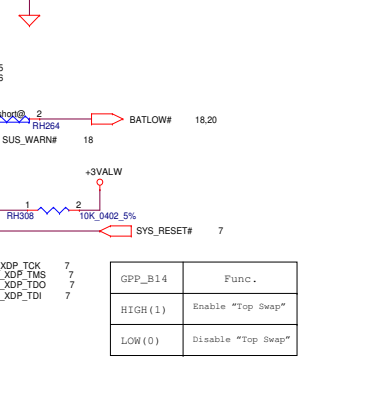 5
6
short@ 2
RH264
BATLOW# 18,20
SUS_WARN# 18
+3VALW
1 2
RH308 10K_0402_5%
SYS_RESET# 7
XDP_TCK 7
XDP_TMS 7
XDP_TDO 7
XDP_TDI 7
GPP_B14 Func.
HIGH(1) Enable “Top Swap”
LOW(0) Disable “Top Swap”